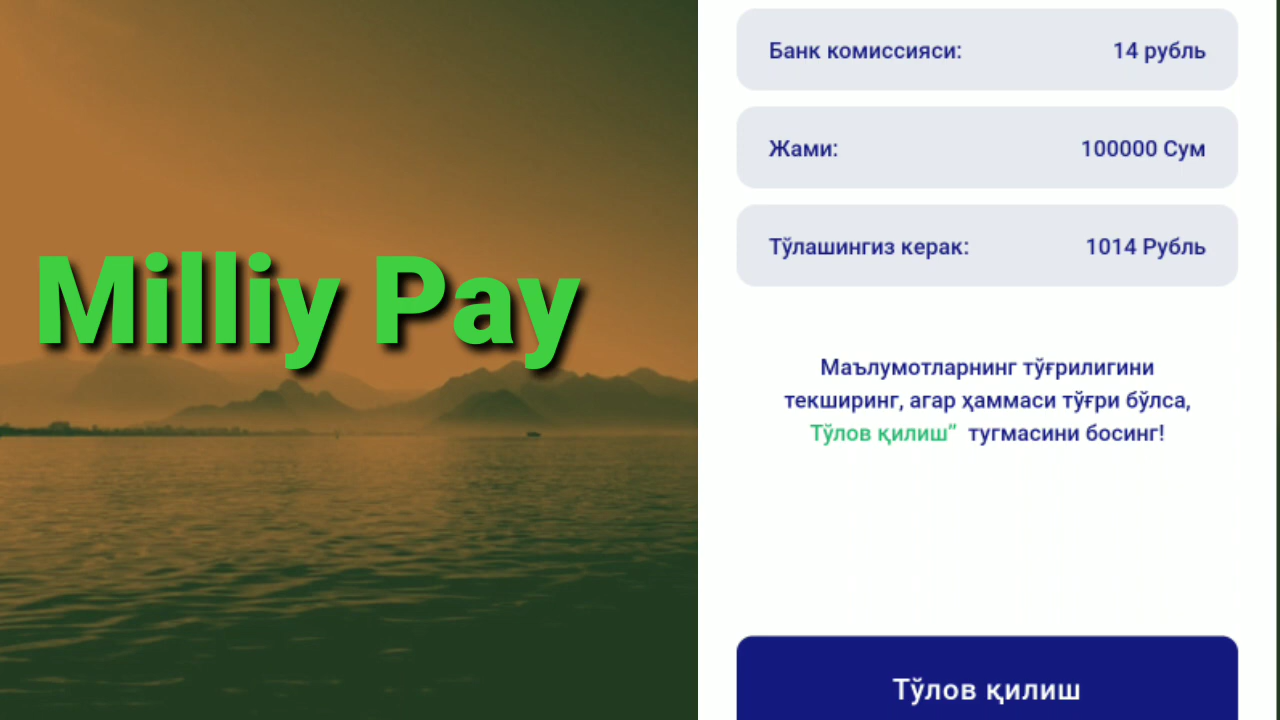 Milliy Pay
Банк комиссияси: 14 рубль
Жами: 100000 Сум
Тўлашингиз керак: 1014 Рубль
Маълумотларнинг тўғрилигини
текширинг, агар ҳаммаси тўғри бўлса,
Тўлов қилиш” тугмасини босинг!
Тўлов қилиш